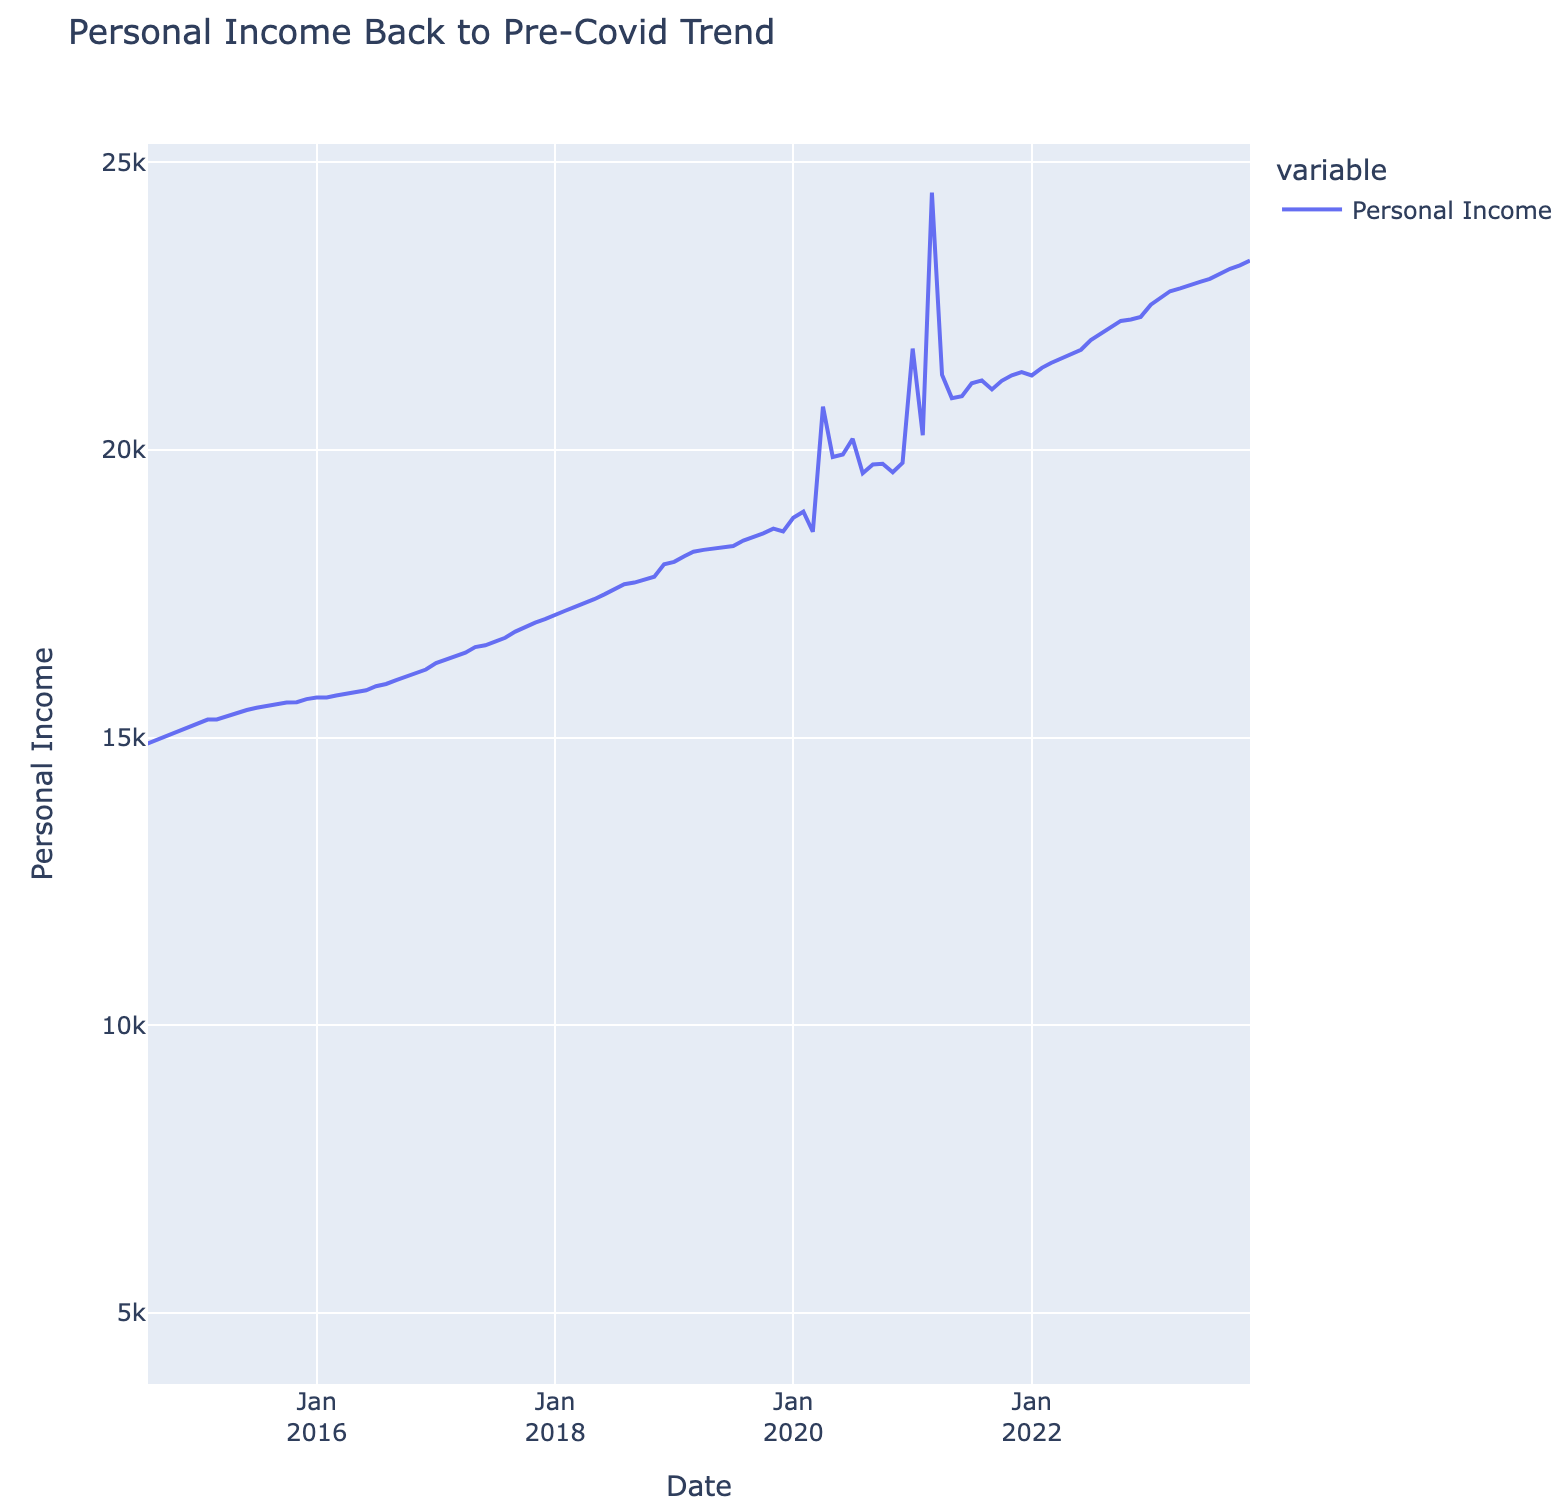 Personal Income Back to Pre-Covid Trend
25k
20k
15k
10k
5k
Personal Income
Jan
2016
Jan
2018
Jan
2020
Jan
2022
Date
variable
Personal Income